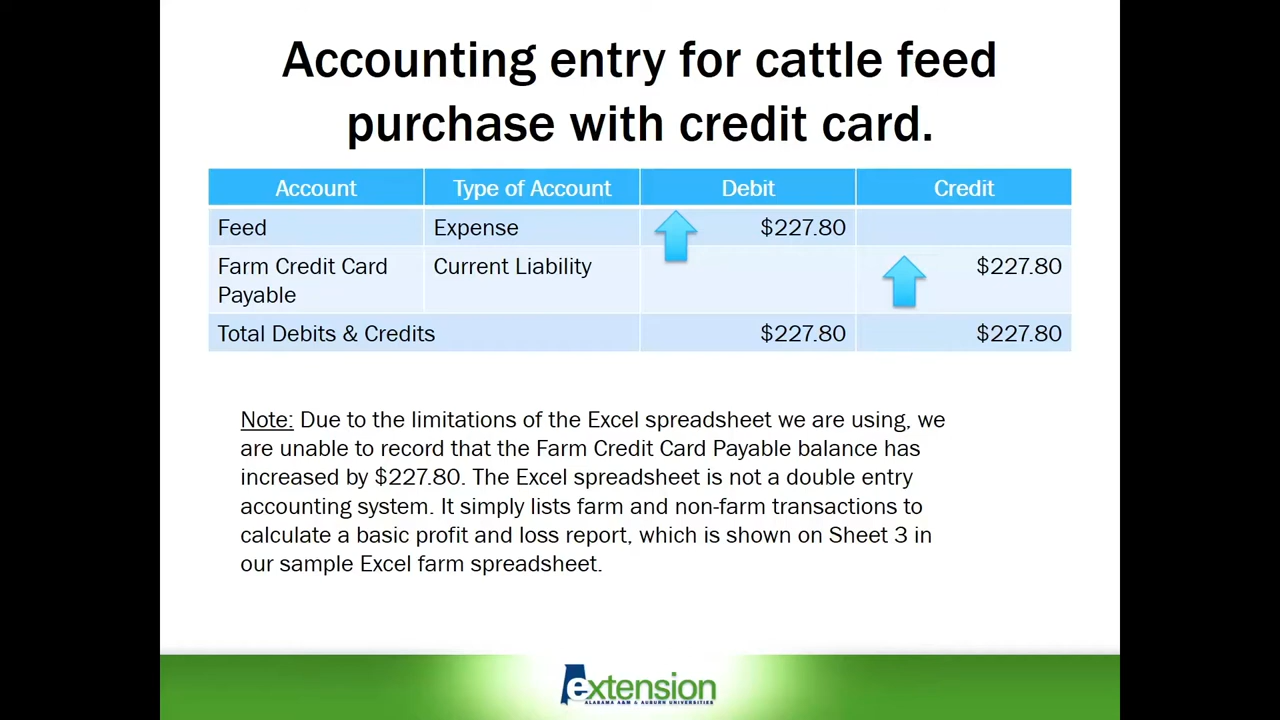 Accounting entry for cattle feed
purchase with credit card.
Account Type of Account Debit Credit
Feed Expense $227.80
Farm Credit Card Current Liability $227.80
Payable
Total Debits & Credits $227.80 $227.80
Note: Due to the limitations of the Excel spreadsheet we are using, we
are unable to record that the Farm Credit Card Payable balance has
increased by $227.80. The Excel spreadsheet is not a double entry
accounting system. It simply lists farm and non-farm transactions to
calculate a basic profit and loss report, which is shown on Sheet 3 in
our sample Excel farm spreadsheet.
extension
ALABAMA A&M & AUBURN UNIVERSITIES